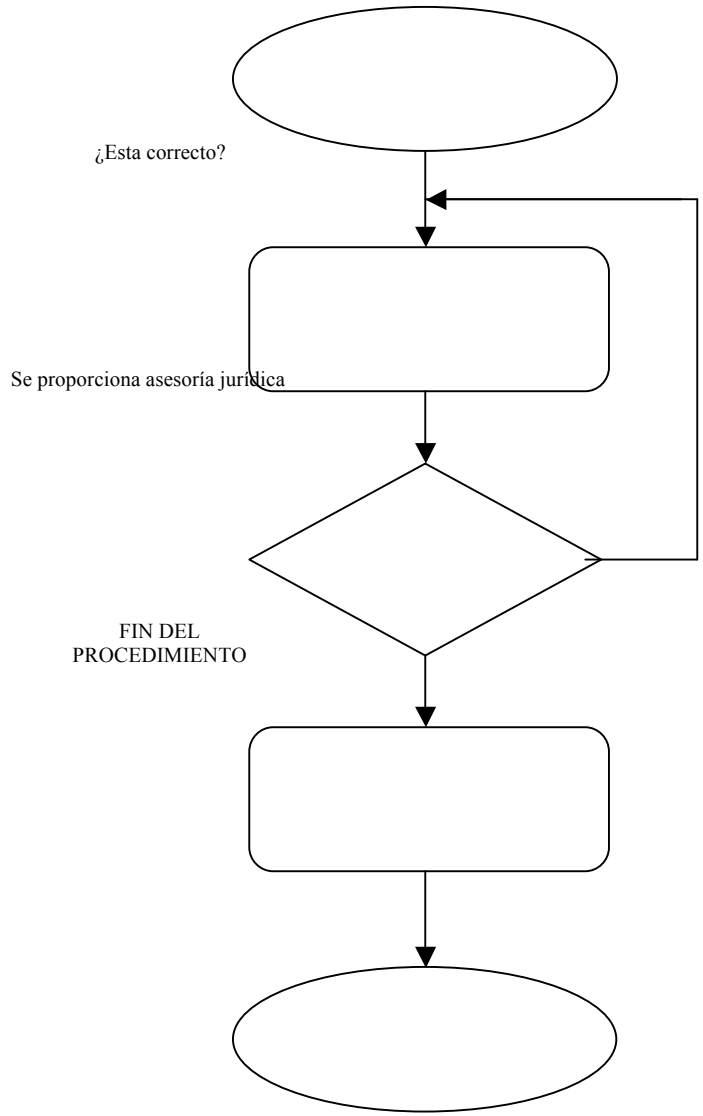 ¿Esta correcto?
Se proporciona asesoría jurídica
FIN DEL
PROCEDIMIENTO